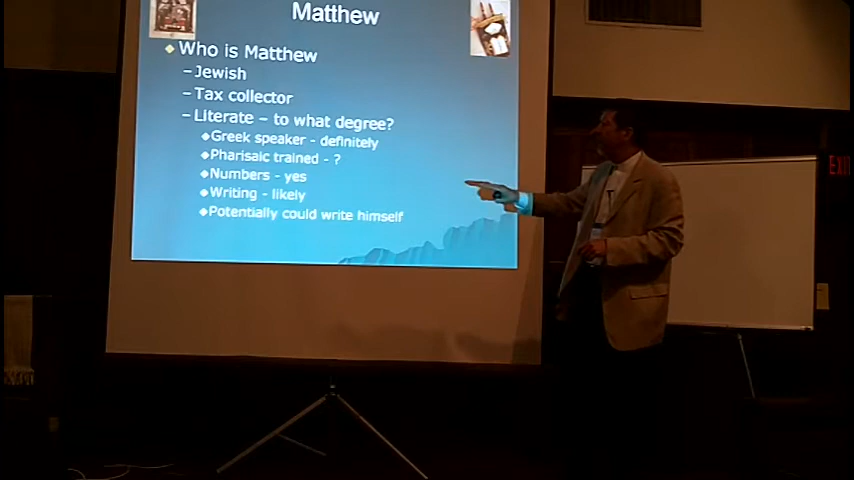 Matthew
Who is Matthew
– Jewish
– Tax collector
– Literate – to what degree?
◆Greek speaker - definitely
◆Pharisaic trained - ?
◆Numbers - yes
◆Writing - likely
◆Potentially could write himself
EXI